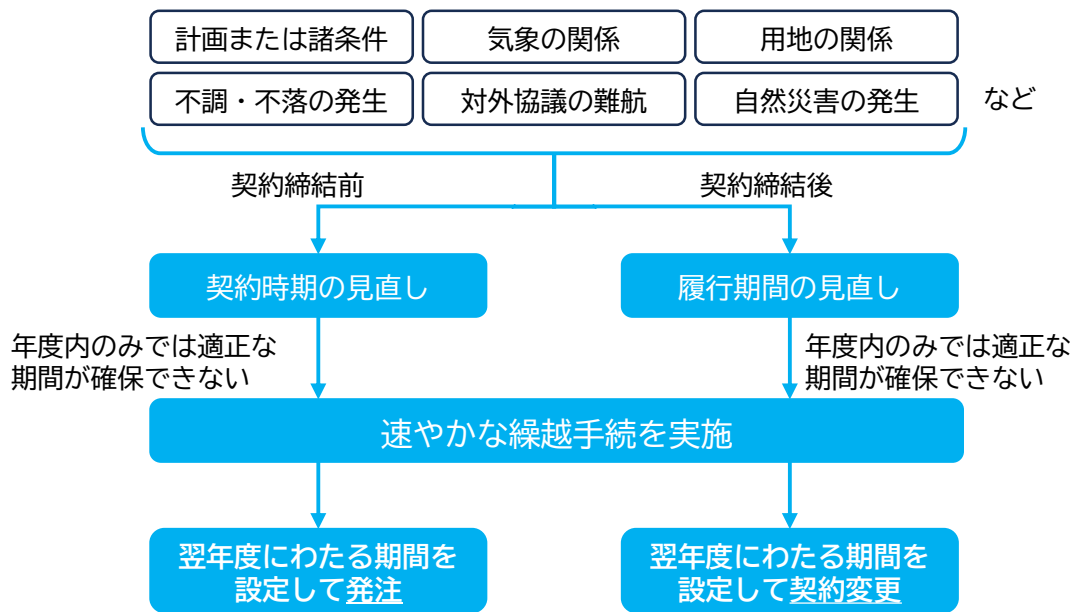 計画または諸条件
気象の関係
用地の関係
不調・不落の発生
対外協議の難航
自然災害の発生
など
契約締結前
契約締結後
契約時期の見直し
履行期間の見直し
年度内のみでは適正な
期間が確保できない
年度内のみでは適正な
期間が確保できない
速やかな繰越手続を実施
翌年度にわたる期間を
設定して発注
翌年度にわたる期間を
設定して契約変更